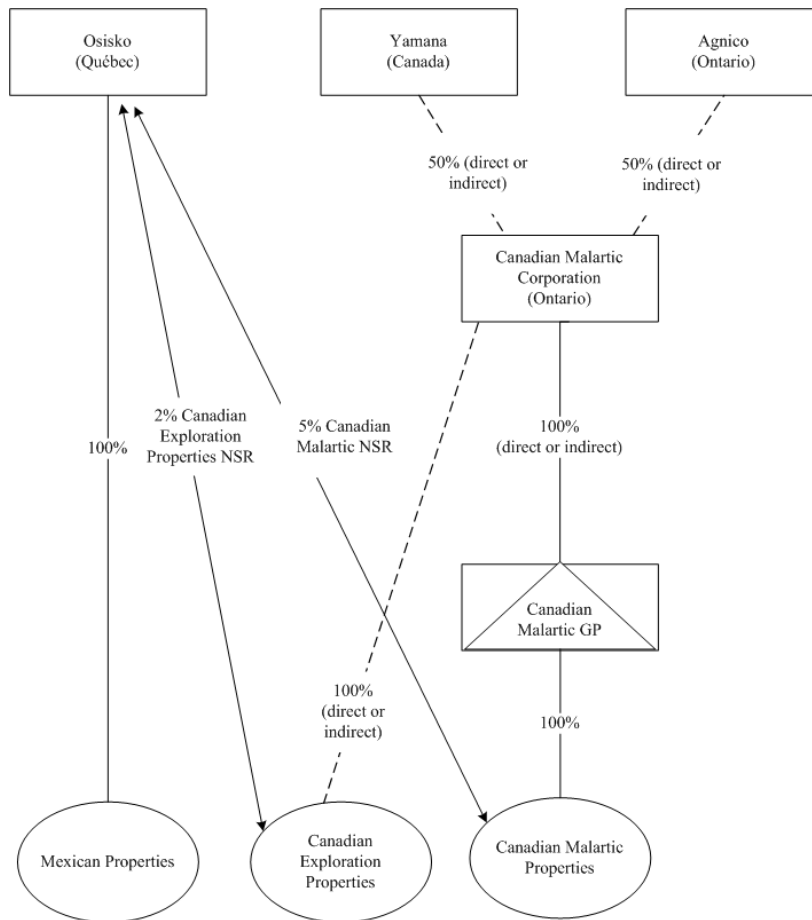 Osisko
(Québec)
Yamana
(Canada)
Agnico
(Ontario)
50% (direct or
indirect)
50% (direct or
indirect)
Canadian Malartic
Corporation
(Ontario)
100%
2% Canadian
Exploration
Properties NSR
5% Canadian
Malartic NSR
100%
(direct or indirect)
Canadian
Malartic GP
100%
(direct or
indirect)
100%
Mexican Properties
Canadian
Exploration
Properties
Canadian Malartic
Properties